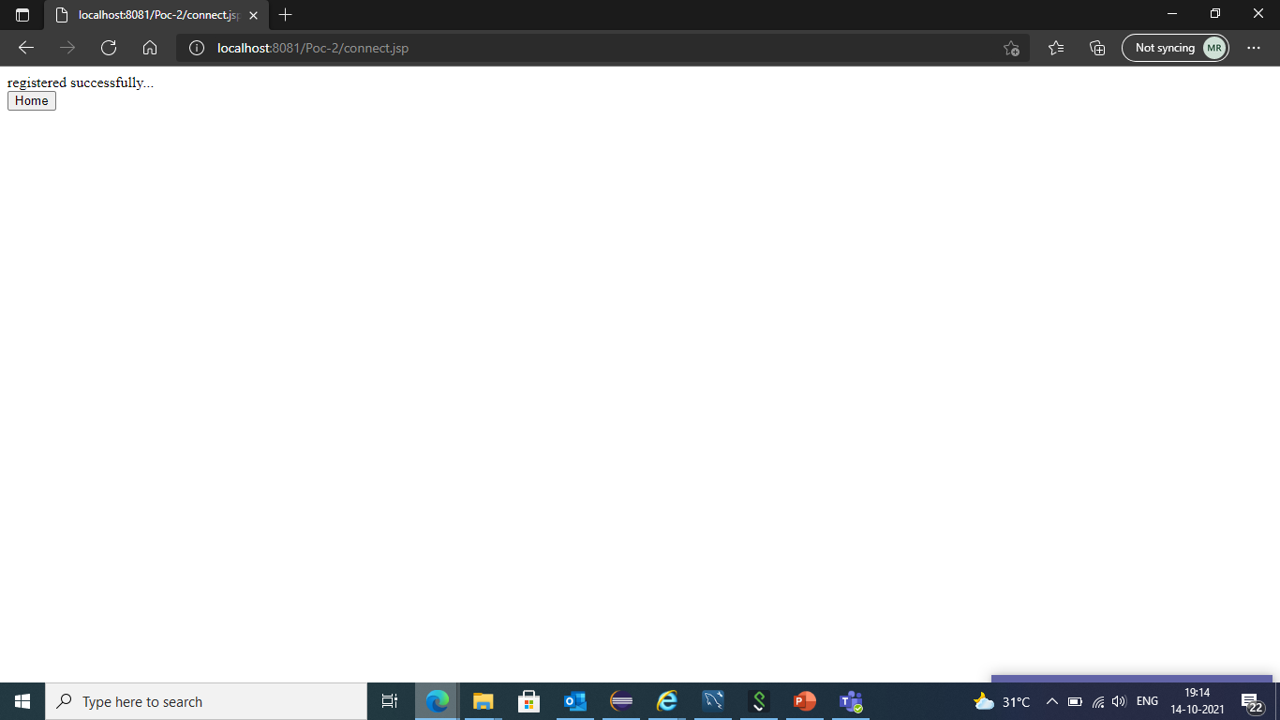 localhost:8081/Poc-2/connect.jsp
localhost:8081/Poc-2/connect.jsp
Not syncing
MR
registered successfully...
Home
Type here to search
31°C
ENG
19:14
14-10-2021
22